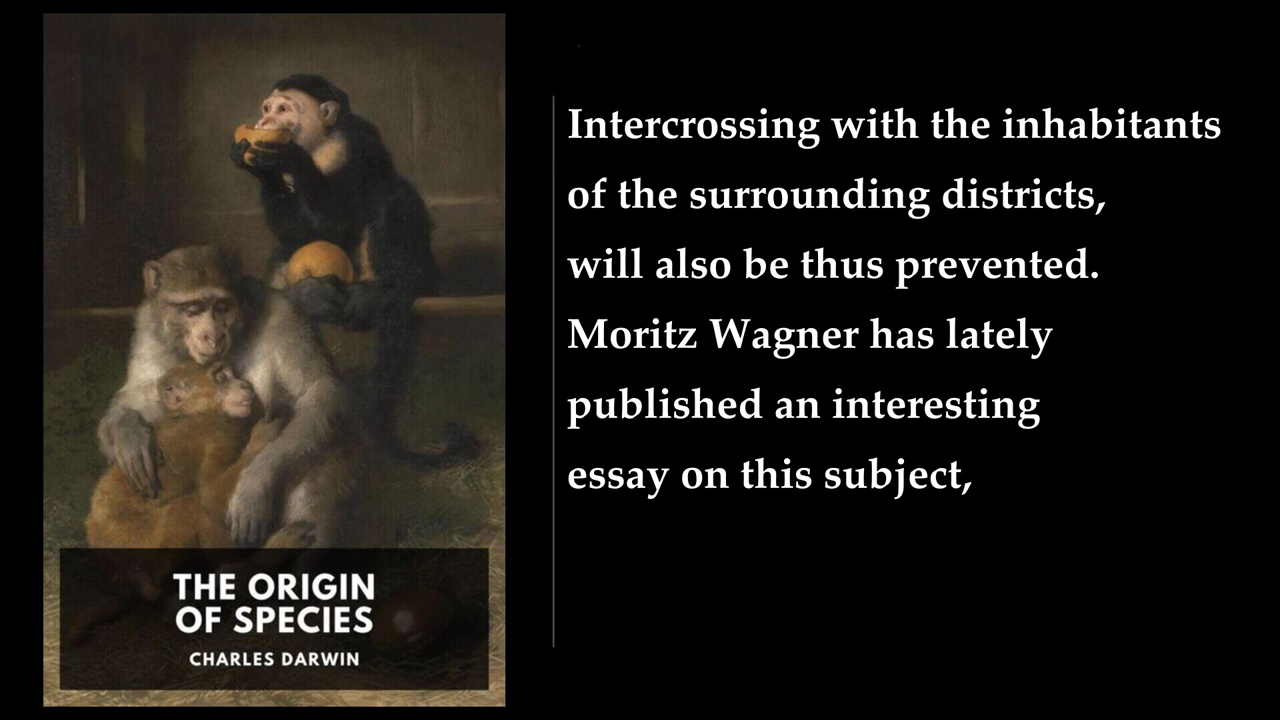 THE ORIGIN
OF SPECIES
CHARLES DARWIN
Intercrossing with the inhabitants
of the surrounding districts,
will also be thus prevented.
Moritz Wagner has lately
published an interesting
essay on this subject,